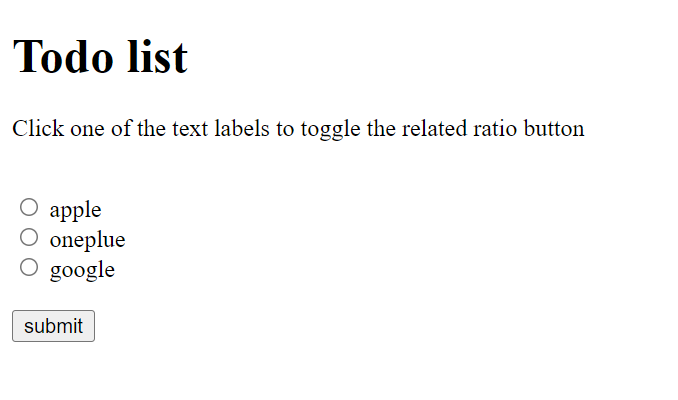 Todo list
Click one of the text labels to toggle the related ratio button
apple
oneplue
google
submit